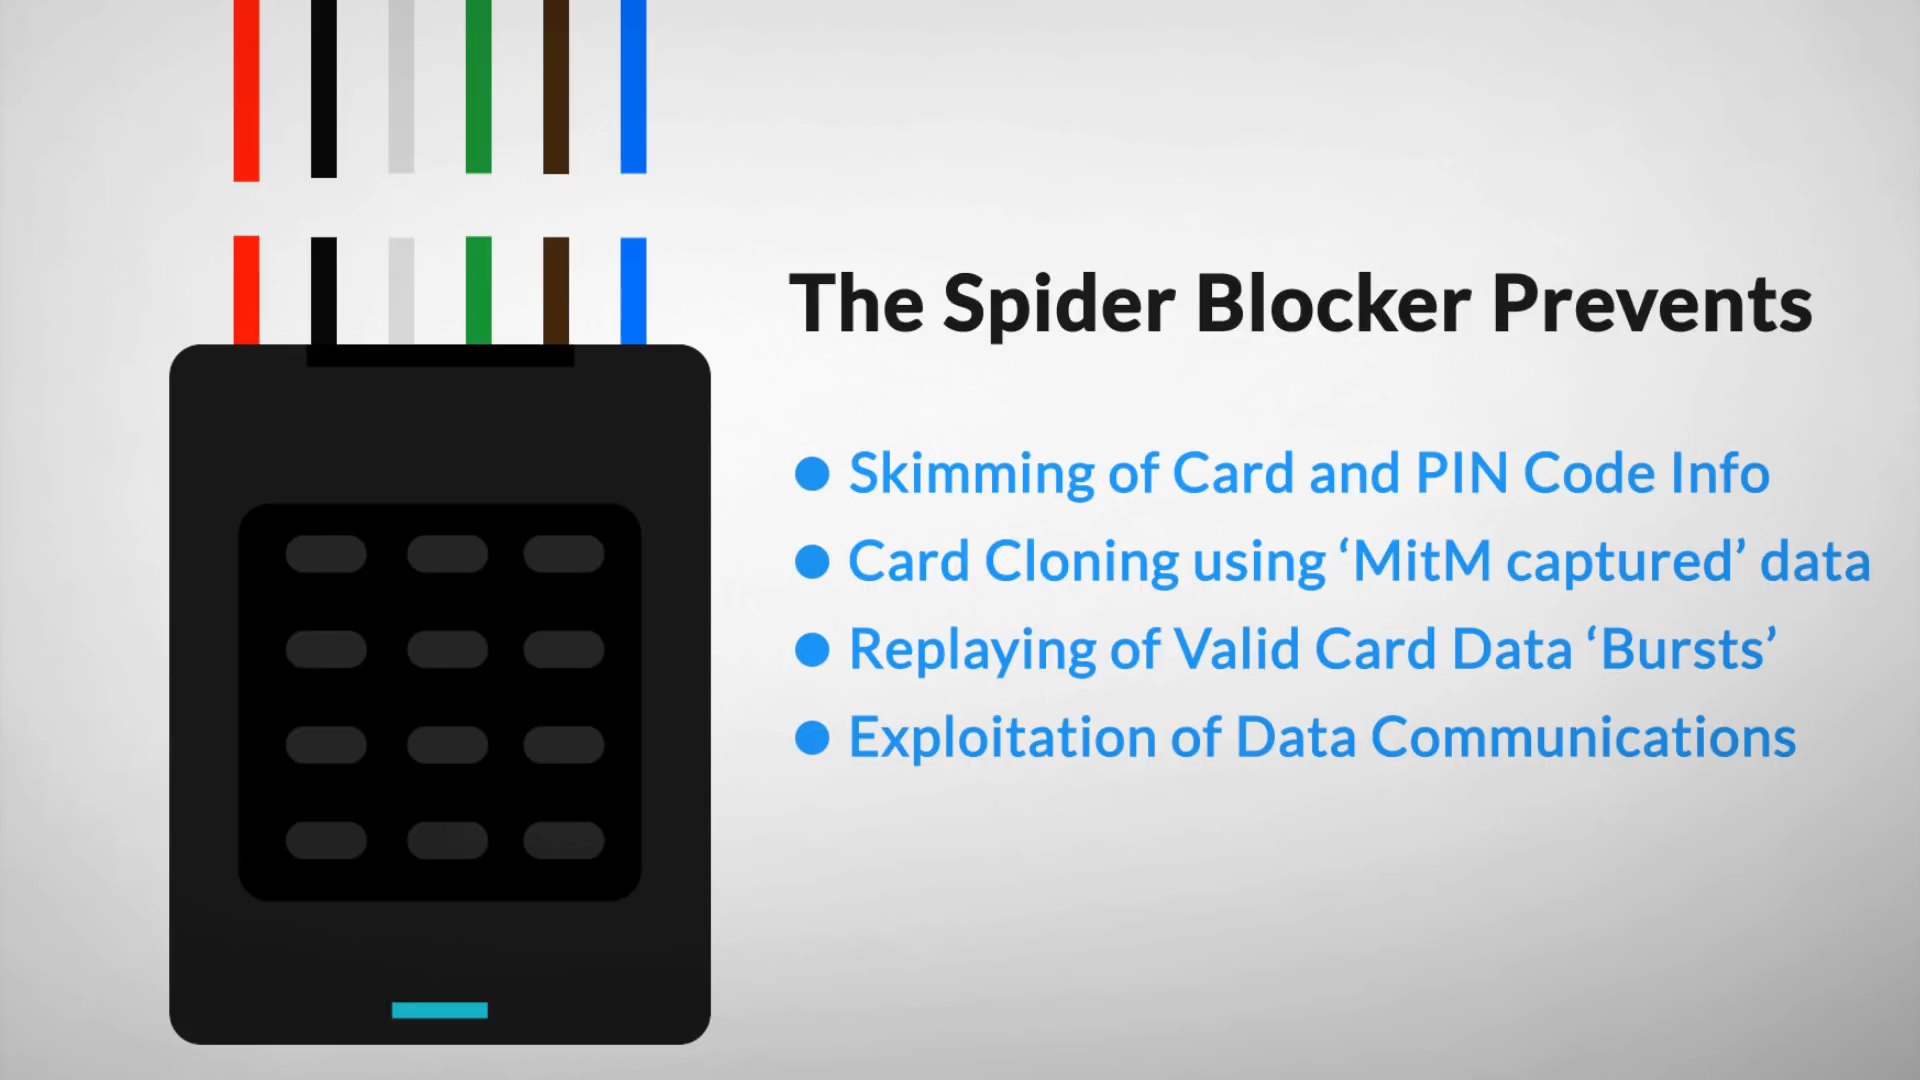 The Spider Blocker Prevents
● Skimming of Card and PIN Code Info
● Card Cloning using ‘MitM captured’ data
● Replaying of Valid Card Data ‘Bursts’
● Exploitation of Data Communications